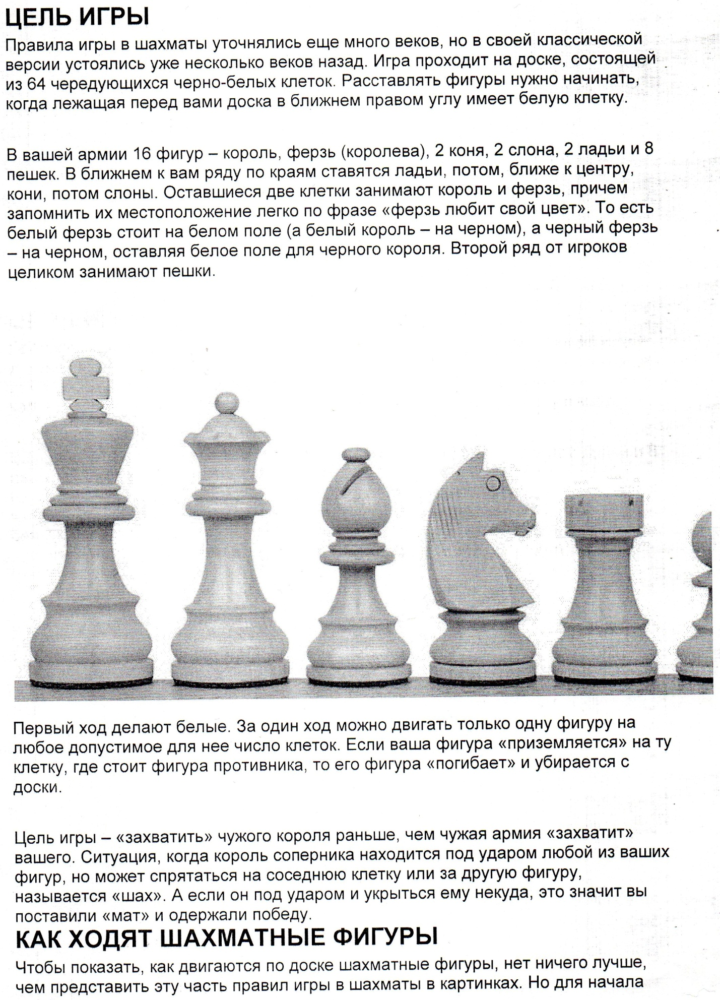 ЦЕЛЬ ИГРЫ
Правила игры в шахматы уточнялись еще много веков, но в своей классической
версии устоялись уже несколько веков назад. Игра проходит на доске, состоящей
из 64 чередующихся черно-белых клеток. Расставлять фигуры нужно начинать,
когда лежащая перед вами доска в ближнем правом углу имеет белую клетку.
В вашей армии 16 фигур – король, ферзь (королева), 2 коня, 2 слона, 2 ладьи и 8
пешек. В ближнем к вам ряду по краям ставятся ладьи, потом, ближе к центру,
кони, потом слоны. Оставшиеся две клетки занимают король и ферзь, причем
запомнить их местоположение легко по фразе «ферзь любит свой цвет». То есть
белый ферзь стоит на белом поле (а белый король – на черном), а черный ферзь
– на черном, оставляя белое поле для черного короля. Второй ряд от игроков
целиком занимают пешки.
Первый ход делают белые. За один ход можно двигать только одну фигуру на
любое допустимое для нее число клеток. Если ваша фигура «приземляется» на ту
клетку, где стоит фигура противника, то его фигура «погибает» и убирается с
доски.
Цель игры – «захватить» чужого короля раньше, чем чужая армия «захватит»
вашего. Ситуация, когда король соперника находится под ударом любой из ваших
фигур, но может спрятаться на соседнюю клетку или за другую фигуру,
называется «шах». А если он под ударом и укрыться ему некуда, это значит вы
поставили «мат» и одержали победу.
КАК ХОДЯТ ШАХМАТНЫЕ ФИГУРЫ
Чтобы показать, как двигаются по доске шахматные фигуры, нет ничего лучше,
чем представить эту часть правил игры в шахматы в картинках. Но для начала